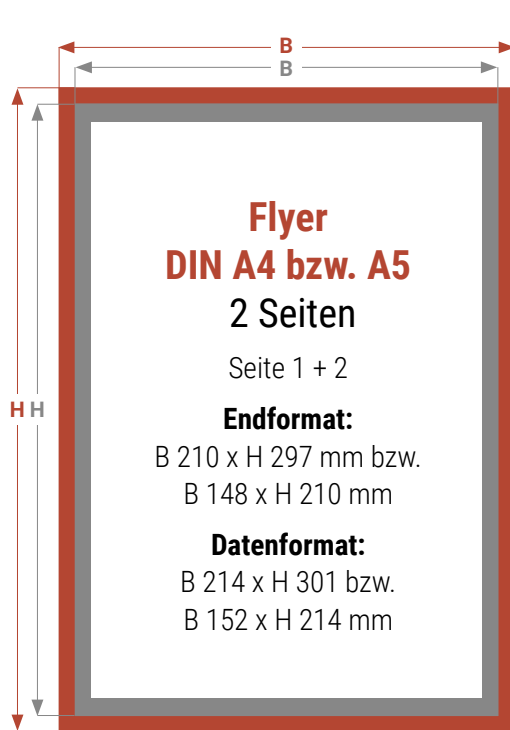 B
B
Flyer
DIN A4 bzw. A5
2 Seiten
Seite 1 + 2
H H
Endformat:
B 210 x H 297 mm bzw.
B 148 x H 210 mm
Datenformat:
B 214 x H 301 bzw.
B 152 x H 214 mm